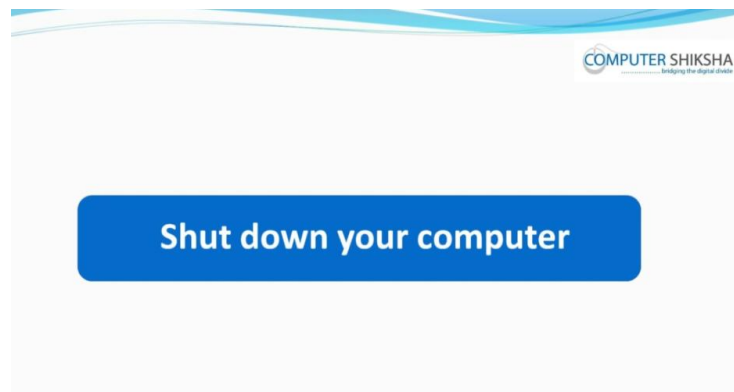 COMPUTER SHIKSHA
bridging the digital divide
Shut down your computer